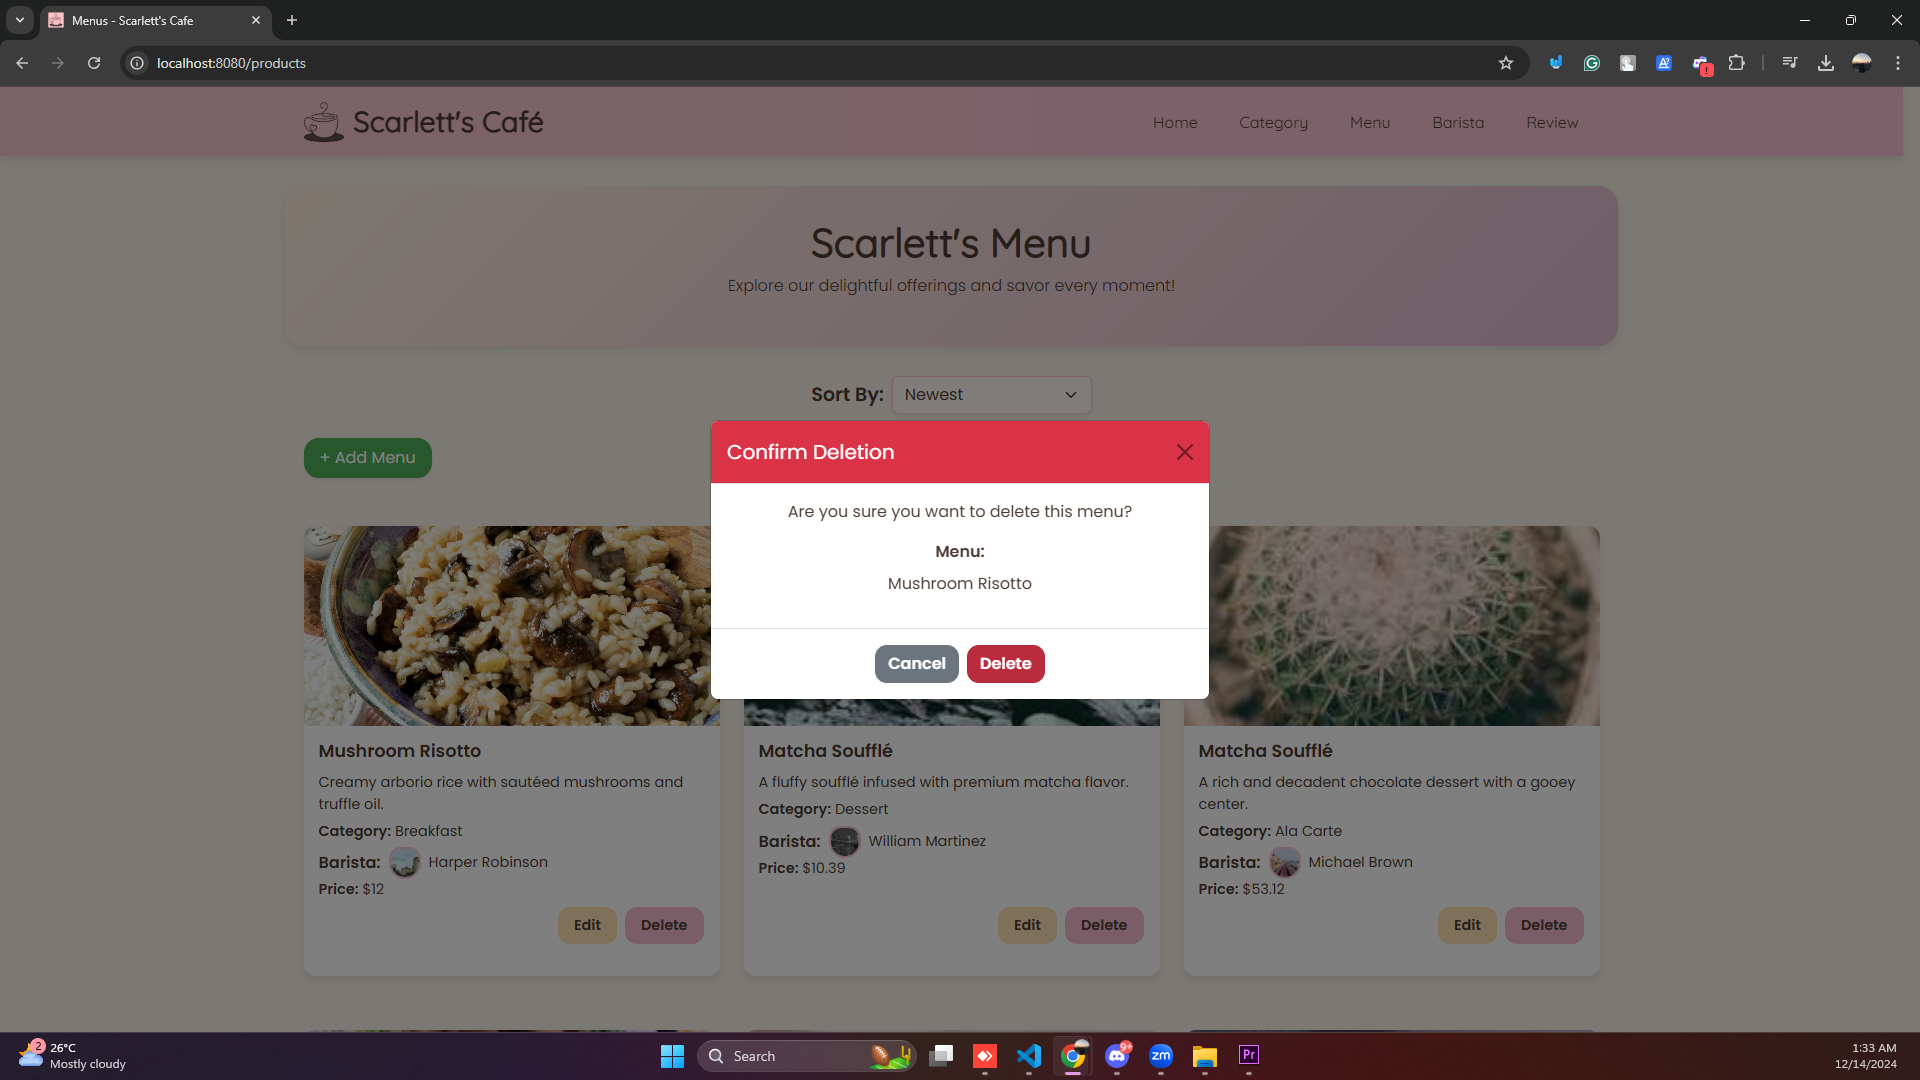 Menus - Scarlett's Cafe
localhost:8080/products
Scarlett's Café
Home
Category
Menu
Barista
Review
Scarlett's Menu
Explore our delightful offerings and savor every moment!
Sort By:
Newest
+ Add Menu
Confirm Deletion
Are you sure you want to delete this menu?
Menu:
Mushroom Risotto
Cancel
Delete
Mushroom Risotto
Creamy arborio rice with sautéed mushrooms and
truffle oil.
Category: Breakfast
Barista: Harper Robinson
Price: $12
Edit
Delete
Matcha Soufflé
A fluffy soufflé infused with premium matcha flavor.
Category: Dessert
Barista: William Martinez
Price: $10.39
Edit
Delete
Matcha Soufflé
A rich and decadent chocolate dessert with a gooey
center.
Category: Ala Carte
Barista: Michael Brown
Price: $53.12
Edit
Delete
2
26°C
Mostly cloudy
Search
9+
zm
Pr
1:33 AM
12/14/2024